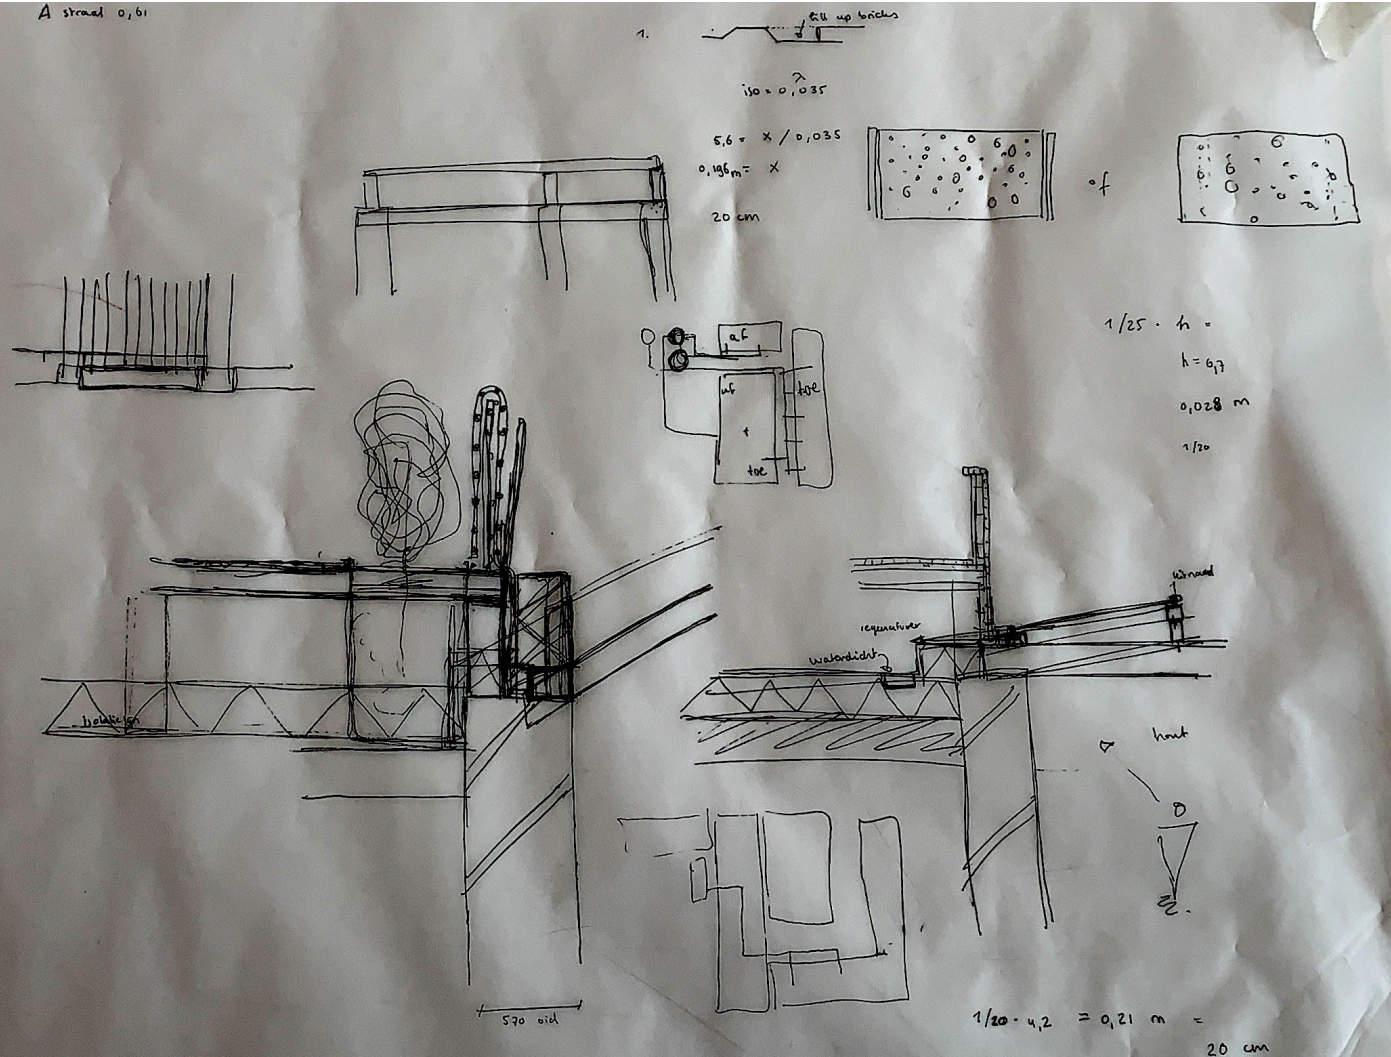 A straal 0,61
1.
fill up bricks
λ
iso = 0,035
5,6 = x / 0,035
0,196 m = x
20 cm
of
1/25 · h =
h = 0,7
0,028 m
1/20
af
af
toe
+
toe
regenafvoer
waterdicht
Isolatie
hout
570 oid
1/20 · 4,2 = 0,21 m =
20 cm